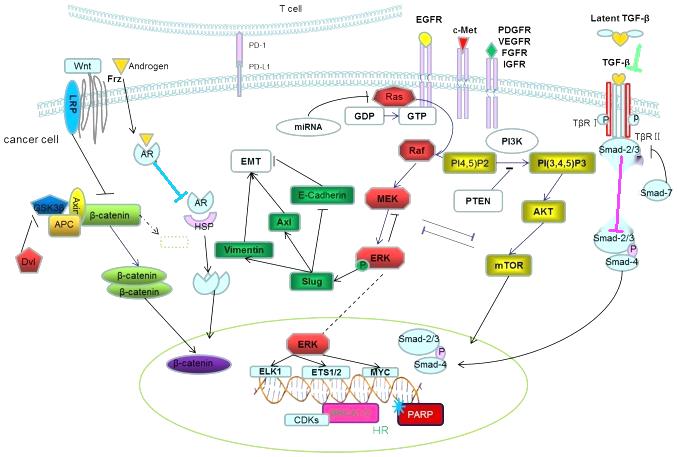 T cell
PD-1
PD-L1
EGFR
c-Met
PDGFR
VEGFR
FGFR
IGFR
Latent TGF-β
TGF-β
TβR I
TβR II
P
P
Wnt
Frz
LRP
Androgen
cancer cell
AR
AR
HSP
miRNA
Ras
GDP
GTP
Raf
MEK
ERK
P
PI3K
PI4,5)P2
PI(3,4,5)P3
PTEN
AKT
mTOR
Smad-2/3
P
Smad-7
Smad-2/3
P
Smad-4
EMT
E-Cadherin
Axl
Vimentin
Slug
GSK3β
Axin
APC
β-catenin
Dvl
β-catenin
β-catenin
β-catenin
ERK
ELK1
ETS1/2
MYC
Smad-2/3
P
Smad-4
CDKs
PARP
HR